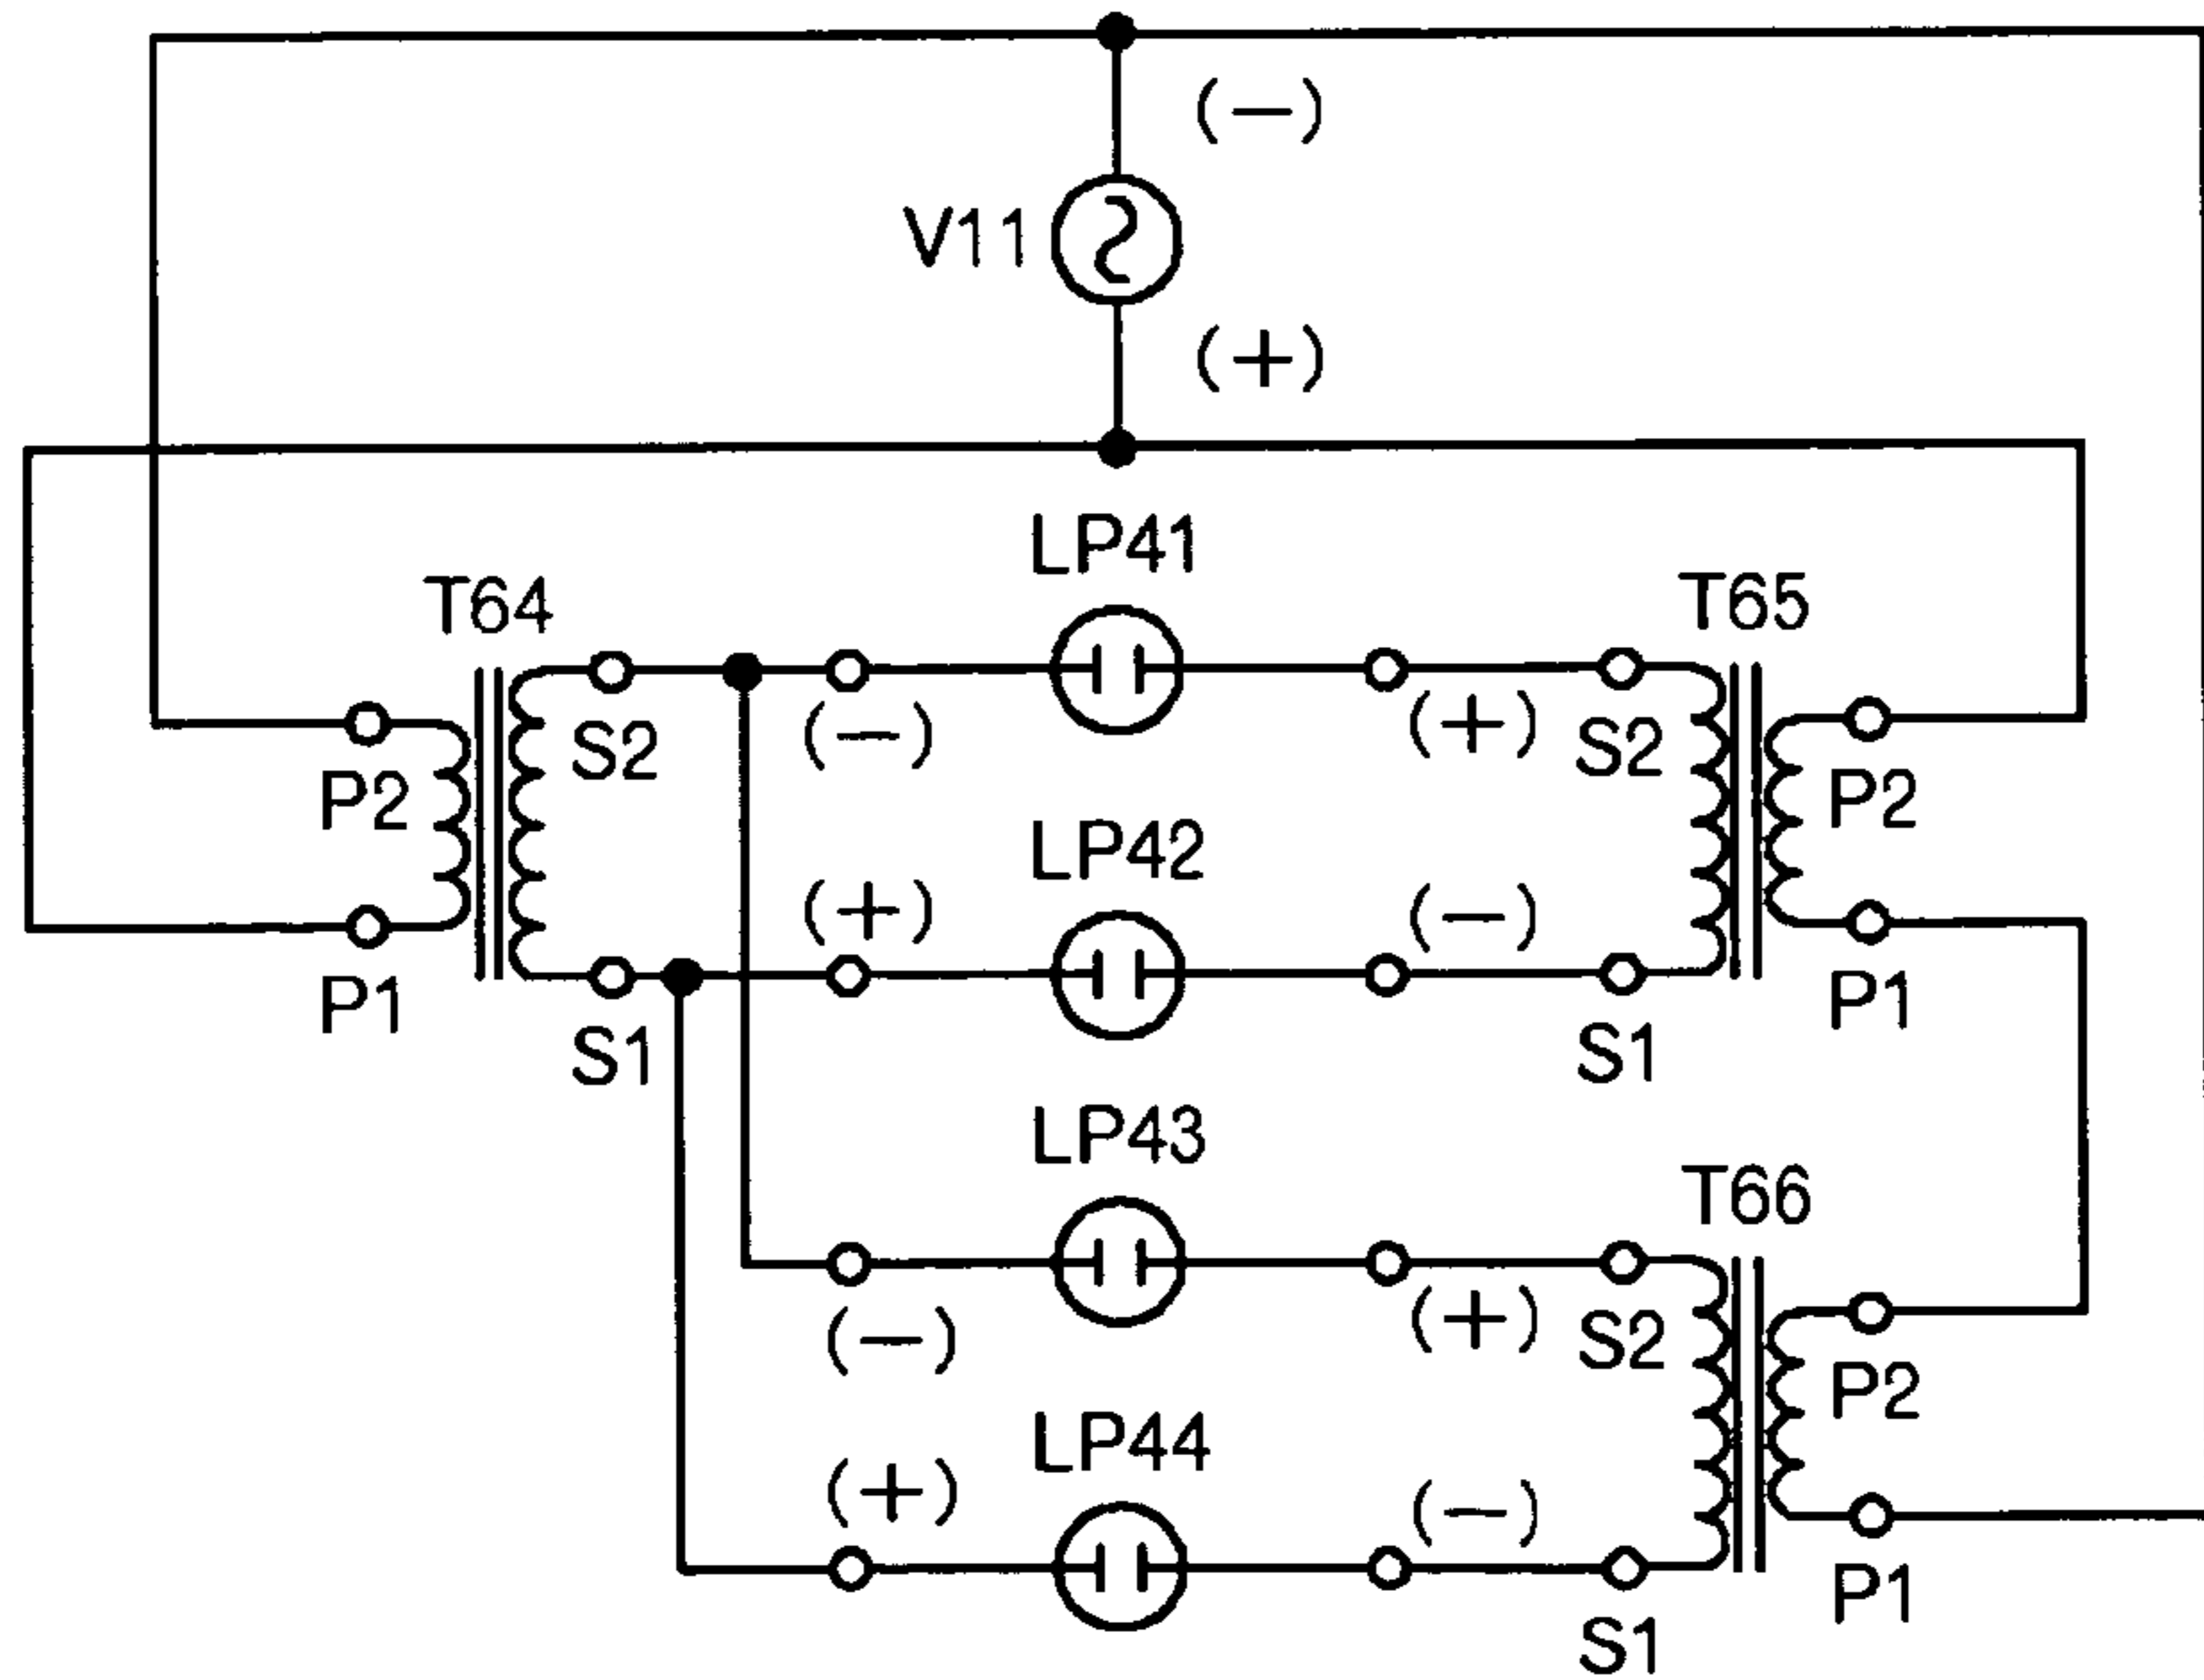 (−)
V11
(+)
LP41
T64
T65
S2
(−)
(+)
S2
P2
P2
LP42
(+)
(−)
P1
P1
S1
S1
LP43
T66
(−)
(+)
S2
P2
LP44
(+)
(−)
P1
S1